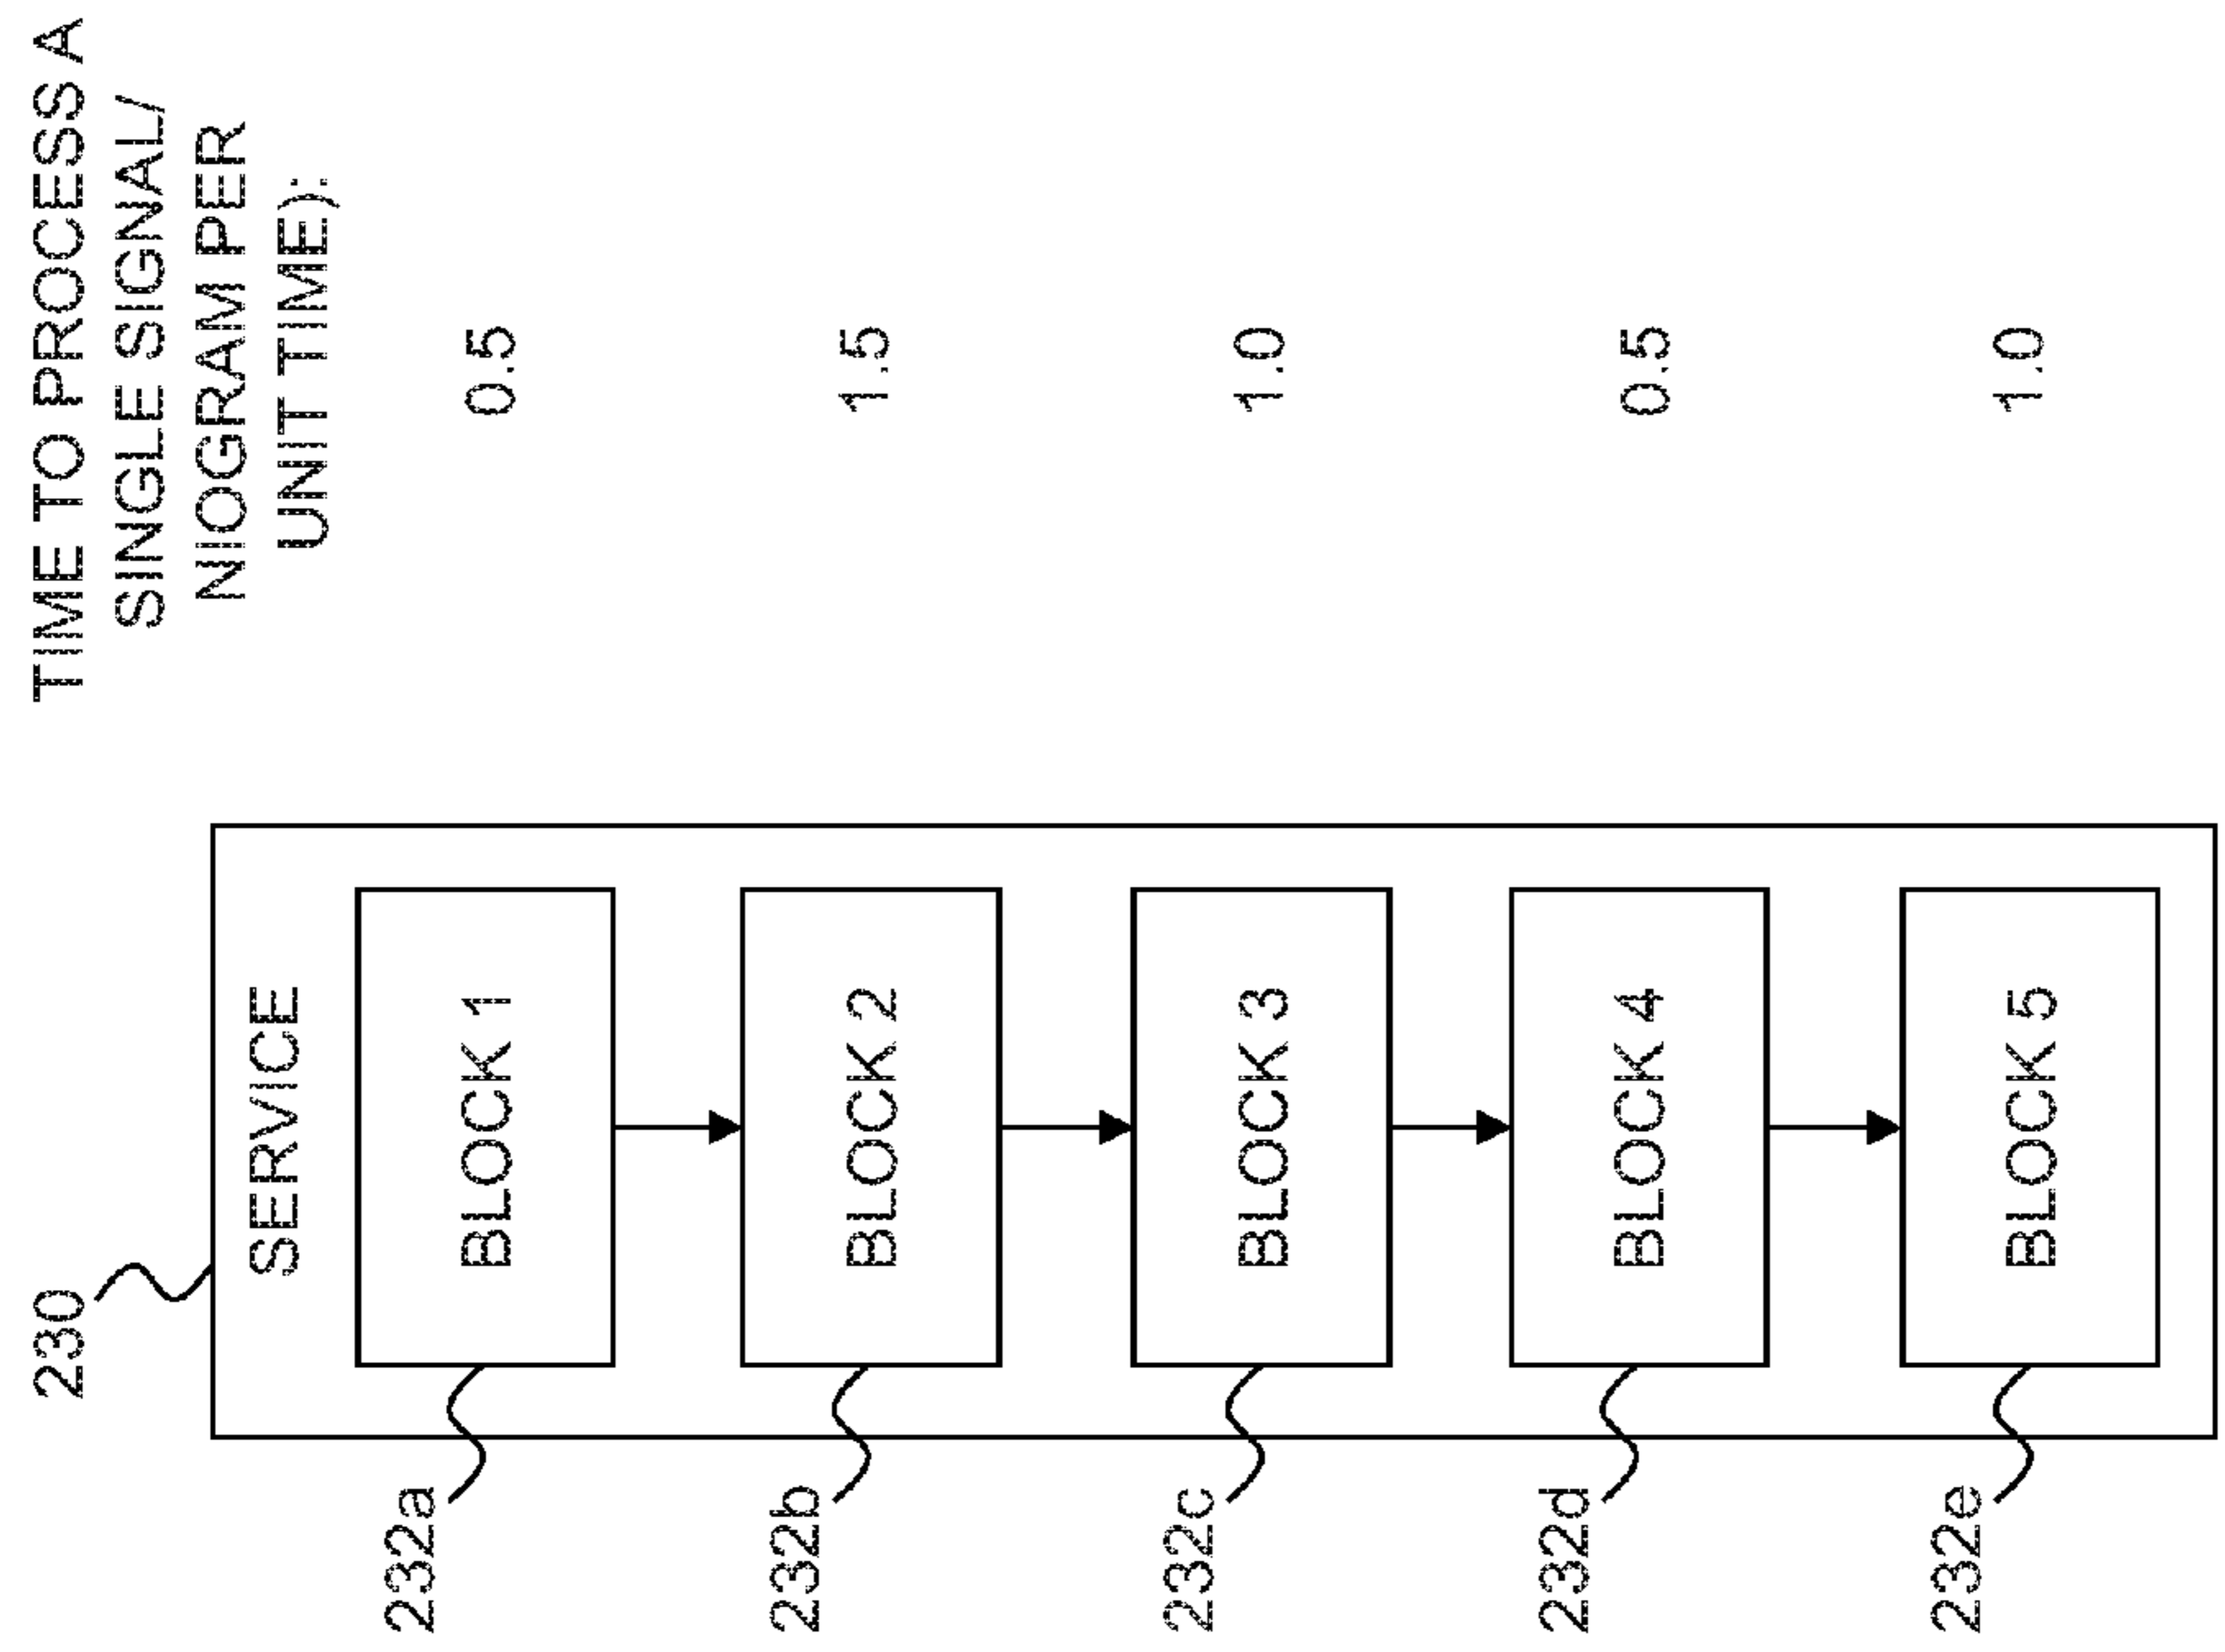 230
SERVICE
TIME TO PROCESS A
SINGLE SIGNAL/
NIOGRAM PER
UNIT TIME):
232a
BLOCK 1
0.5
232b
BLOCK 2
1.5
232c
BLOCK 3
1.0
232d
BLOCK 4
0.5
232e
BLOCK 5
1.0